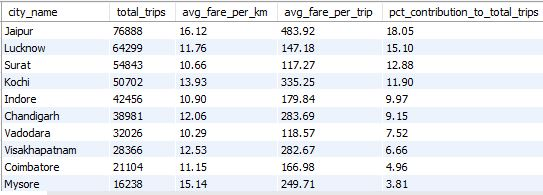 city_name total_trips avg_fare_per_km avg_fare_per_trip pct_contribution_to_total_trips
Jaipur 76888 16.12 483.92 18.05
Lucknow 64299 11.76 147.18 15.10
Surat 54843 10.66 117.27 12.88
Kochi 50702 13.93 335.25 11.90
Indore 42456 10.90 179.84 9.97
Chandigarh 38981 12.06 283.69 9.15
Vadodara 32026 10.29 118.57 7.52
Visakhapatnam 28366 12.53 282.67 6.66
Coimbatore 21104 11.15 166.98 4.96
Mysore 16238 15.14 249.71 3.81